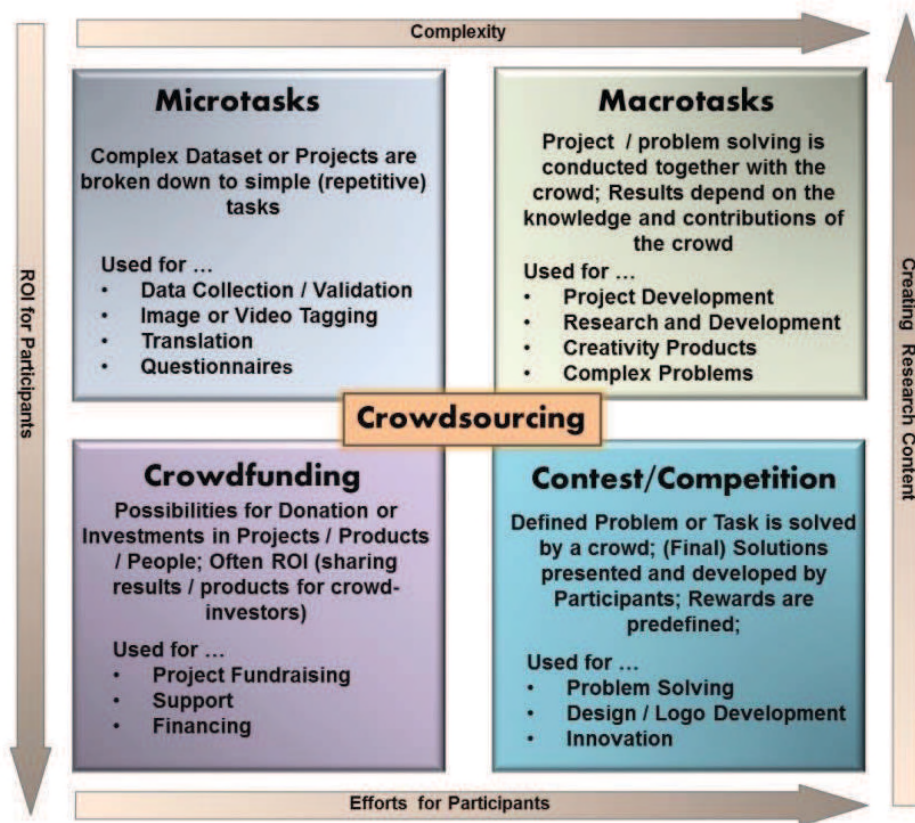 Complexity
ROI for Participants
Creating Research Content
Microtasks
Complex Dataset or Projects are
broken down to simple (repetitive)
tasks
Used for ...
• Data Collection / Validation
• Image or Video Tagging
• Translation
• Questionnaires
Macrotasks
Project / problem solving is
conducted together with the
crowd; Results depend on the
knowledge and contributions of
the crowd
Used for ...
• Project Development
• Research and Development
• Creativity Products
• Complex Problems
Crowdsourcing
Crowdfunding
Possibilities for Donation or
Investments in Projects / Products
/ People; Often ROI (sharing
results / products for crowd-
investors)
Used for ...
• Project Fundraising
• Support
• Financing
Contest/Competition
Defined Problem or Task is solved
by a crowd; (Final) Solutions
presented and developed by
Participants; Rewards are
predefined;
Used for ...
• Problem Solving
• Design / Logo Development
• Innovation
Efforts for Participants